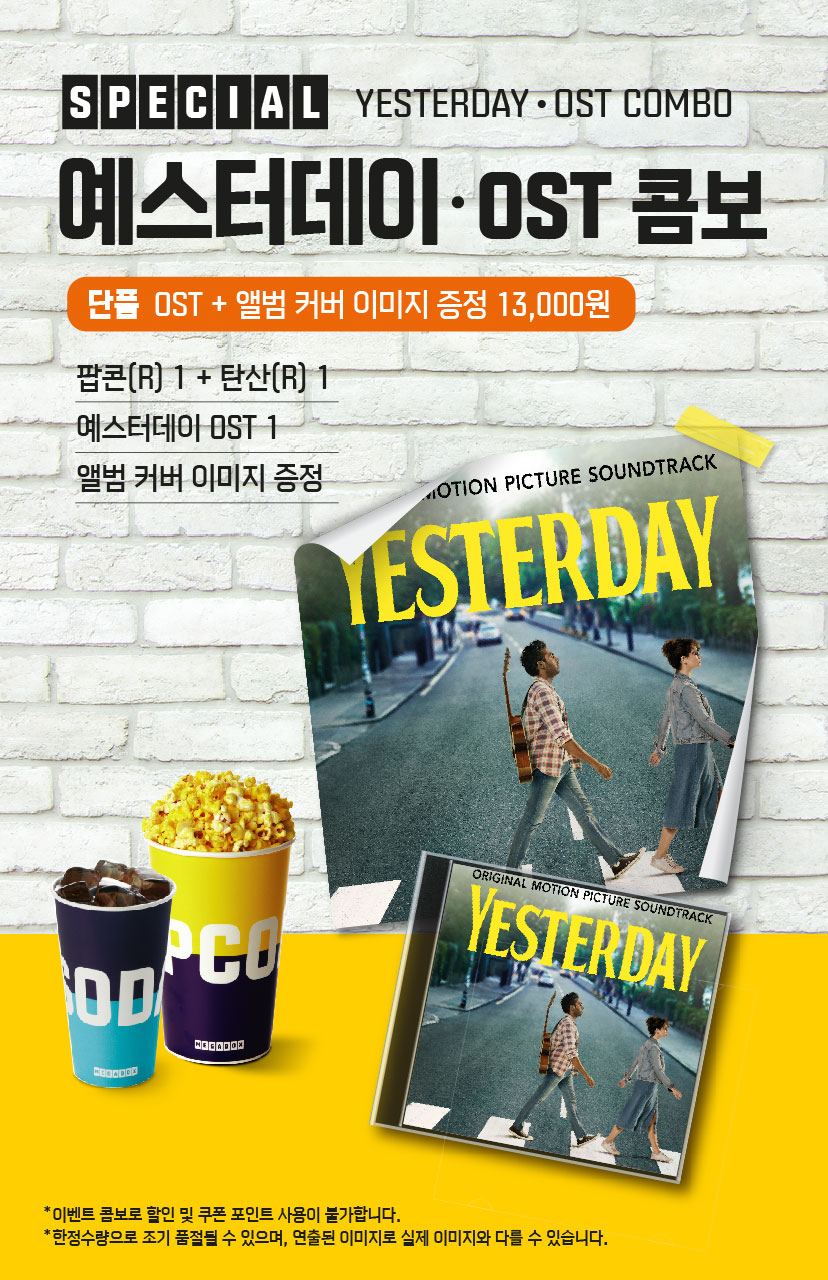 SPECIAL YESTERDAY·OST COMBO
예스터데이·OST 콤보
단품 OST + 앨범 커버 이미지 증정 13,000원
팝콘(R) 1 + 탄산(R) 1
예스터데이 OST 1
앨범 커버 이미지 증정
MOTION PICTURE SOUNDTRACK
YESTERDAY
ORIGINAL MOTION PICTURE SOUNDTRACK
YESTERDAY
PCO
SODA
MEGABOX
MEGABOX
*이벤트 콤보로 할인 및 쿠폰 포인트 사용이 불가합니다.
*한정수량으로 조기 품절될 수 있으며, 연출된 이미지로 실제 이미지와 다를 수 있습니다.